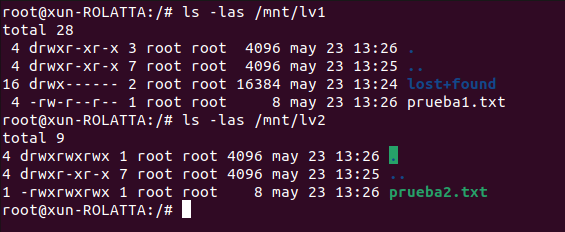 root@xun-ROLATTA:/# ls -las /mnt/lv1
total 28
 4 drwxr-xr-x 3 root root  4096 may 23 13:26 .
 4 drwxr-xr-x 7 root root  4096 may 23 13:25 ..
16 drwx------ 2 root root 16384 may 23 13:24 lost+found
 4 -rw-r--r-- 1 root root     8 may 23 13:26 prueba1.txt
root@xun-ROLATTA:/# ls -las /mnt/lv2
total 9
4 drwxrwxrwx 1 root root 4096 may 23 13:26 .
4 drwxr-xr-x 7 root root 4096 may 23 13:25 ..
1 -rwxrwxrwx 1 root root    8 may 23 13:26 prueba2.txt
root@xun-ROLATTA:/#